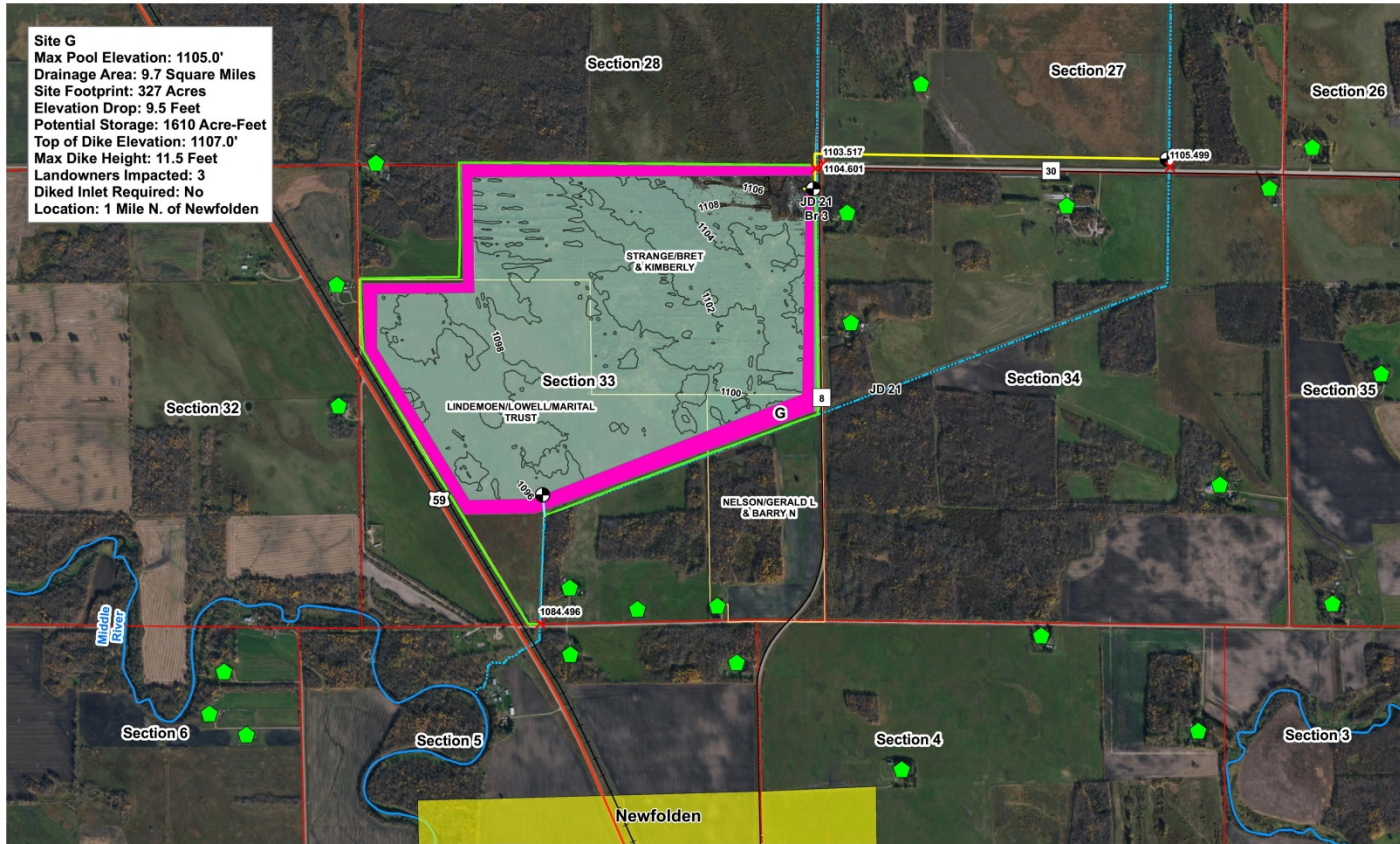 Site G
Max Pool Elevation: 1105.0'
Drainage Area: 9.7 Square Miles
Site Footprint: 327 Acres
Elevation Drop: 9.5 Feet
Potential Storage: 1610 Acre-Feet
Top of Dike Elevation: 1107.0'
Max Dike Height: 11.5 Feet
Landowners Impacted: 3
Diked Inlet Required: No
Location: 1 Mile N. of Newfolden
Section 28
Section 27
Section 26
1103.517
1105.499
1104.601
30
1106
JD 21
Br 3
1108
1104
STRANGE/BRET
& KIMBERLY
1102
1098
Section 33
Section 34
Section 35
1100
JD 21
8
Section 32
LINDEMOEN/LOWELL/MARITAL
TRUST
G
1096
59
NELSON/GERALD L
& BARRY N
1084.496
Middle
River
Section 6
Section 5
Section 4
Section 3
Newfolden